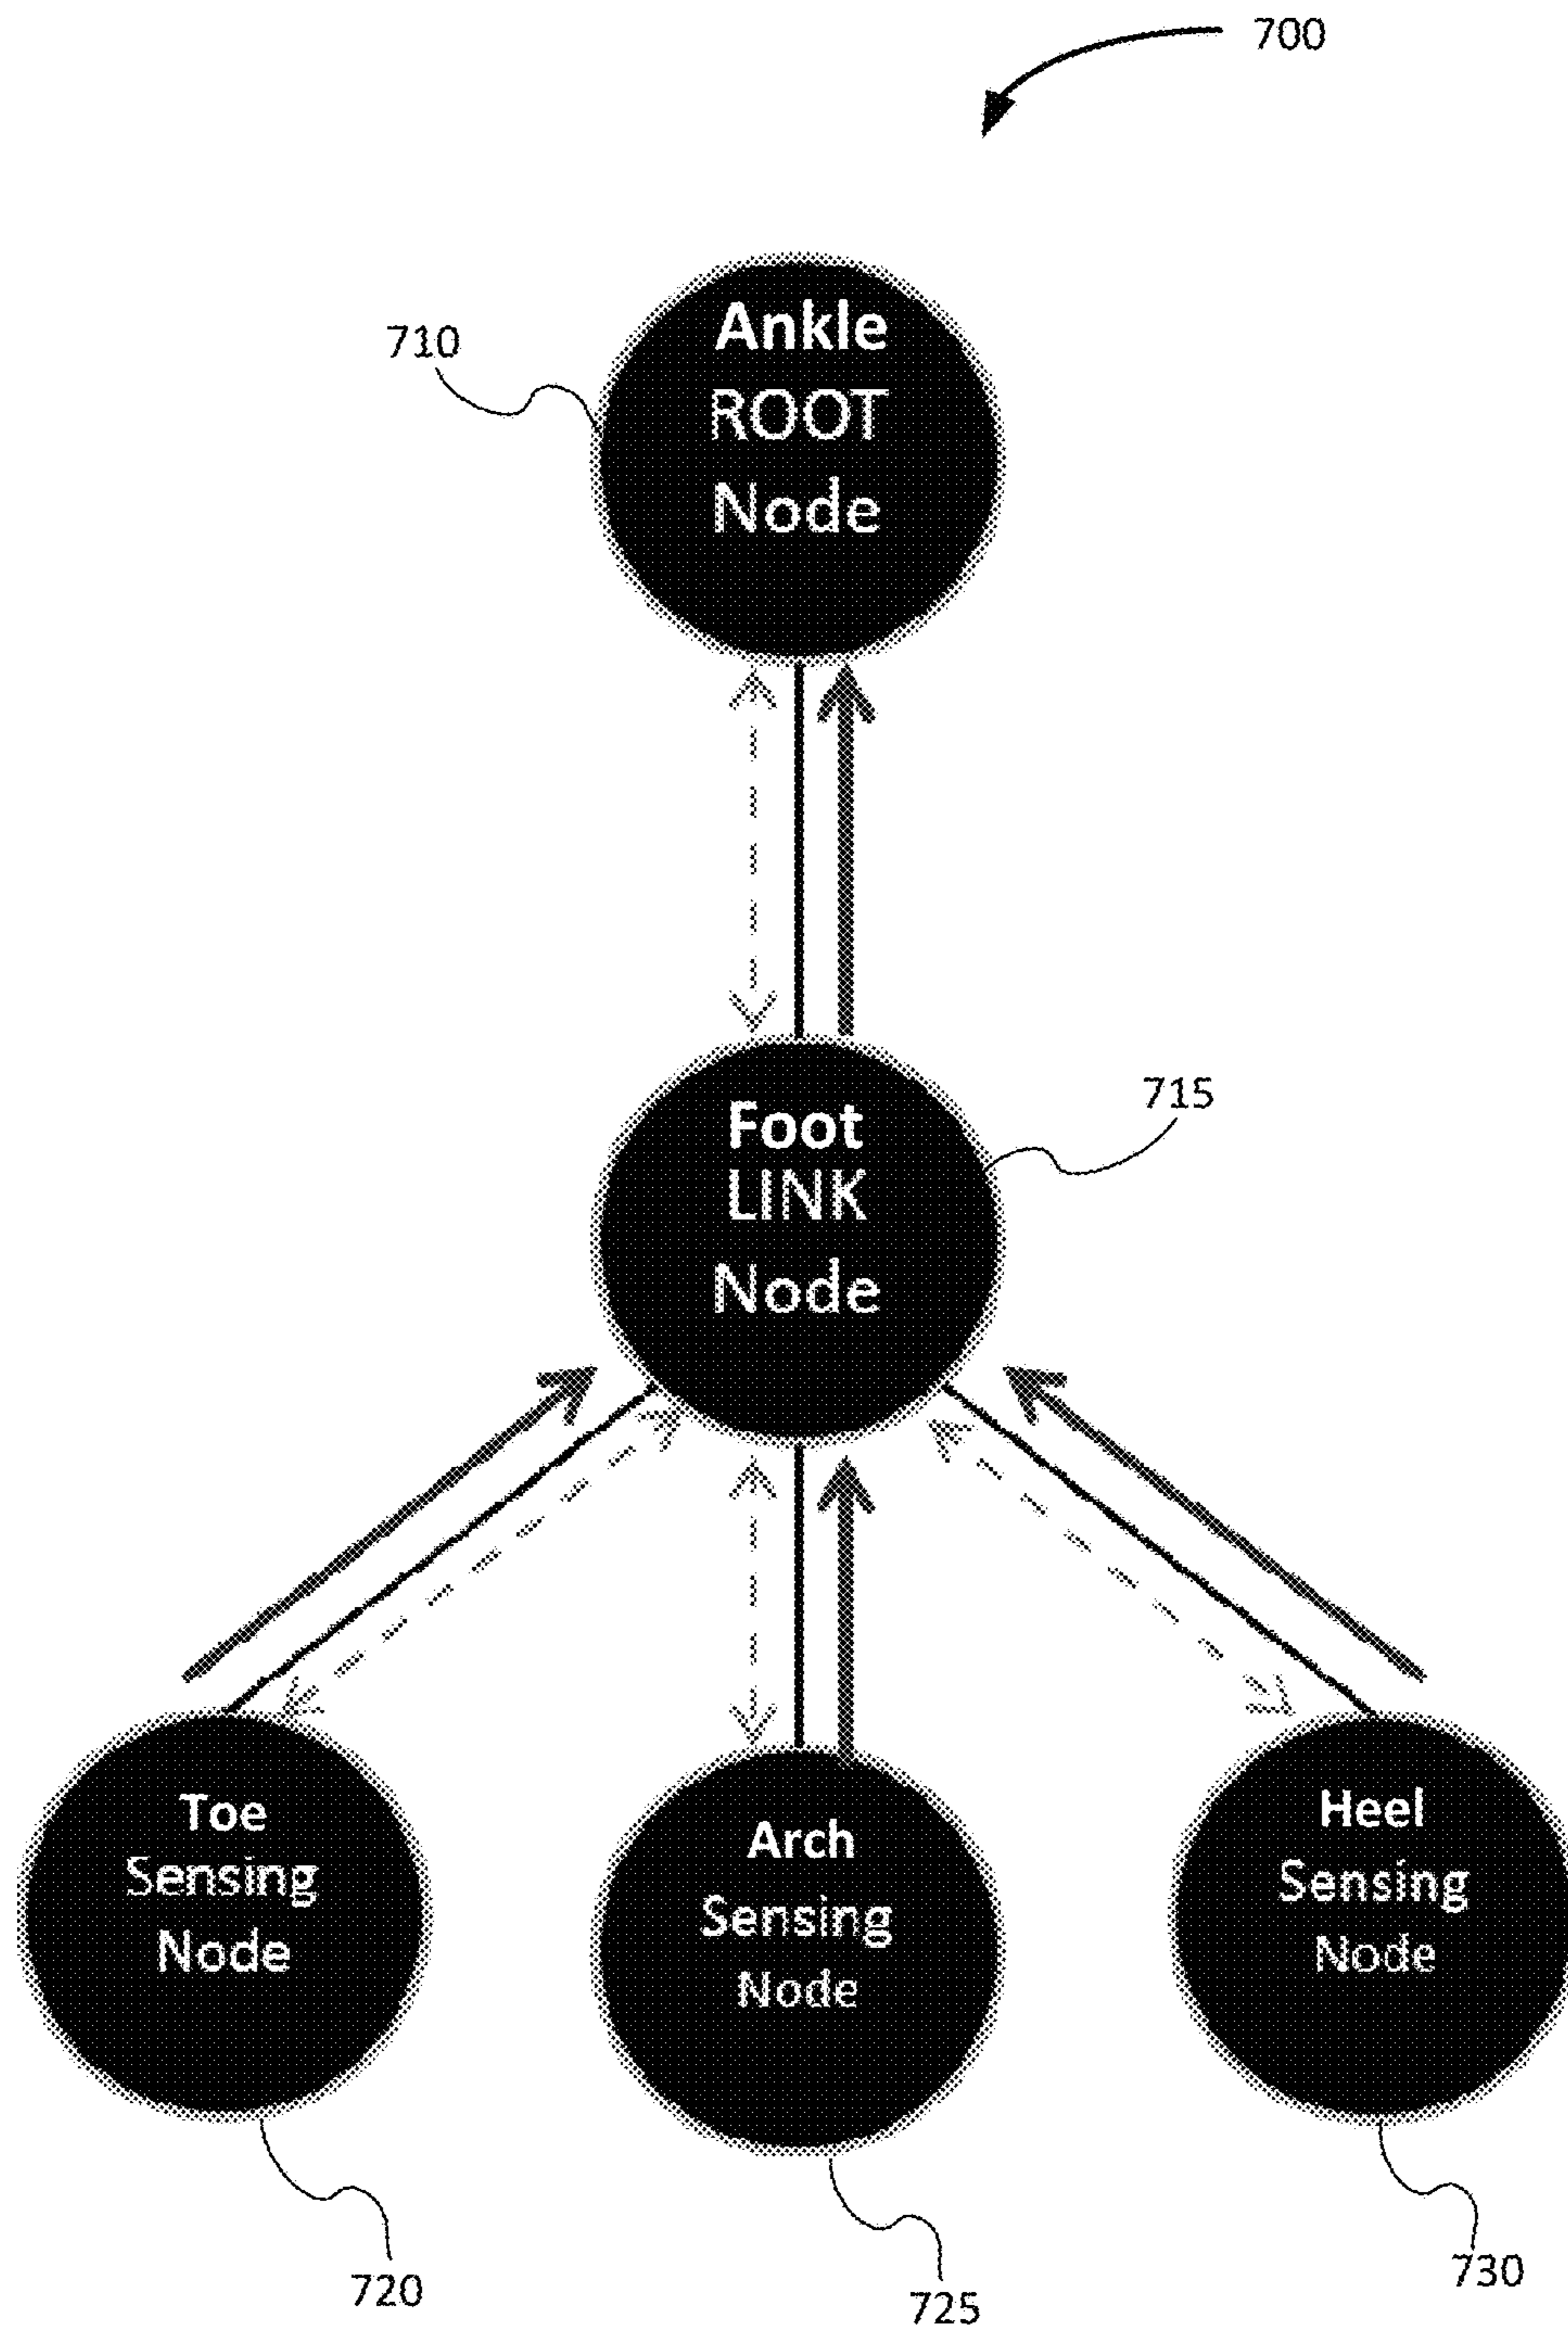 700
710
Ankle
ROOT
Node
715
Foot
LINK
Node
Toe
Sensing
Node
Arch
Sensing
Node
Heel
Sensing
Node
720
725
730